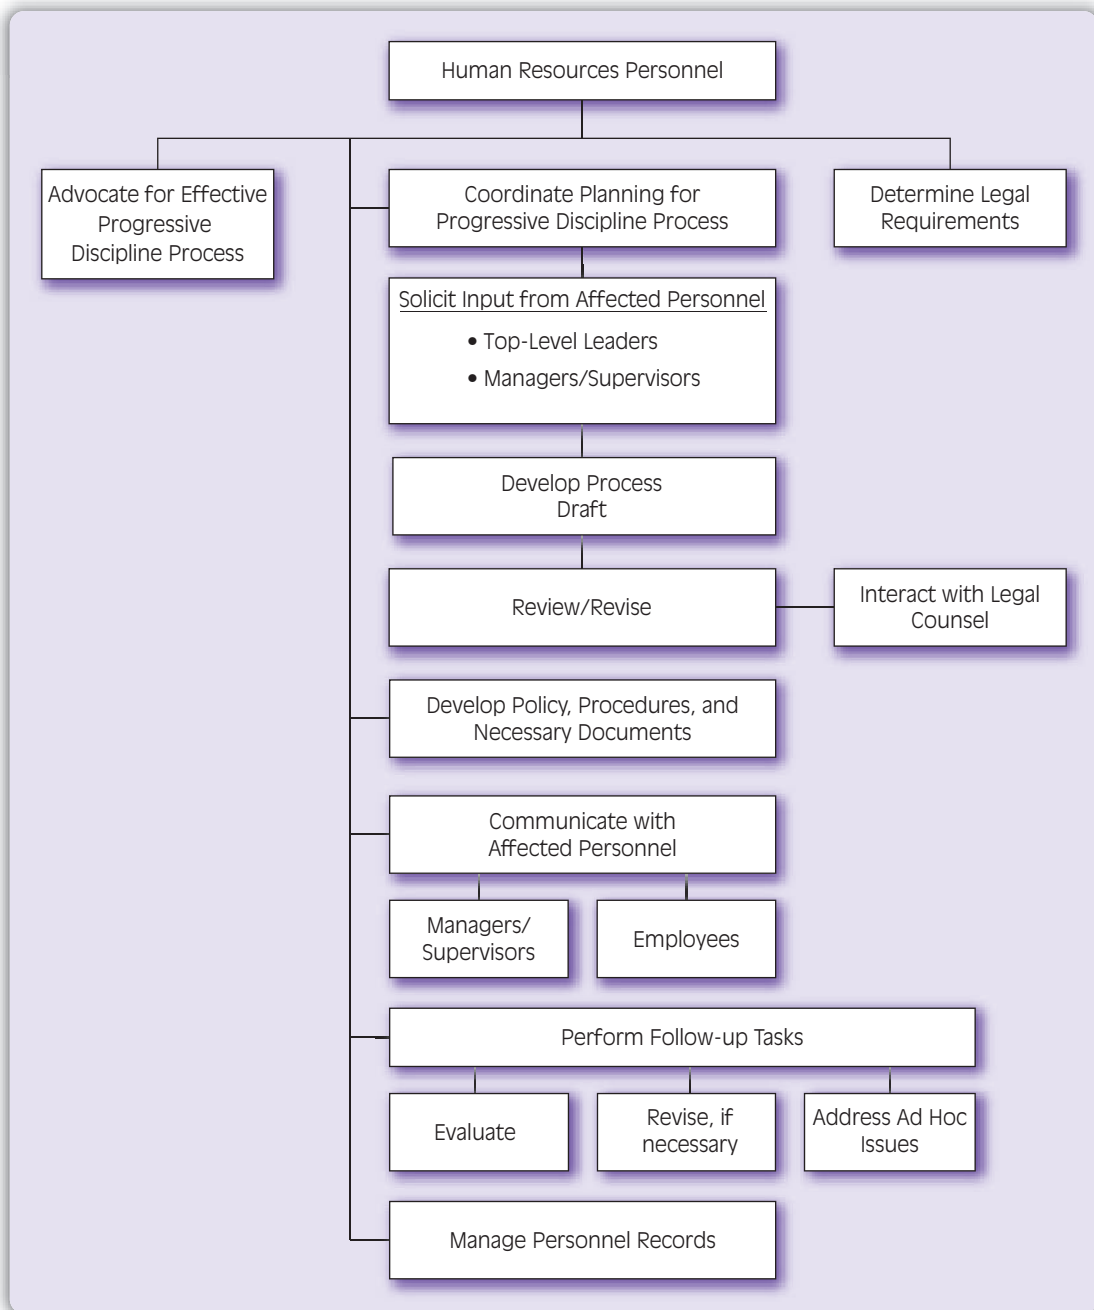 Human Resources Personnel
Advocate for Effective
Progressive
Discipline Process
Coordinate Planning for
Progressive Discipline Process
Determine Legal
Requirements
Solicit Input from Affected Personnel
• Top-Level Leaders
• Managers/Supervisors
Develop Process
Draft
Review/Revise
Interact with Legal
Counsel
Develop Policy, Procedures, and
Necessary Documents
Communicate with
Affected Personnel
Managers/
Supervisors
Employees
Perform Follow-up Tasks
Evaluate
Revise, if
necessary
Address Ad Hoc
Issues
Manage Personnel Records